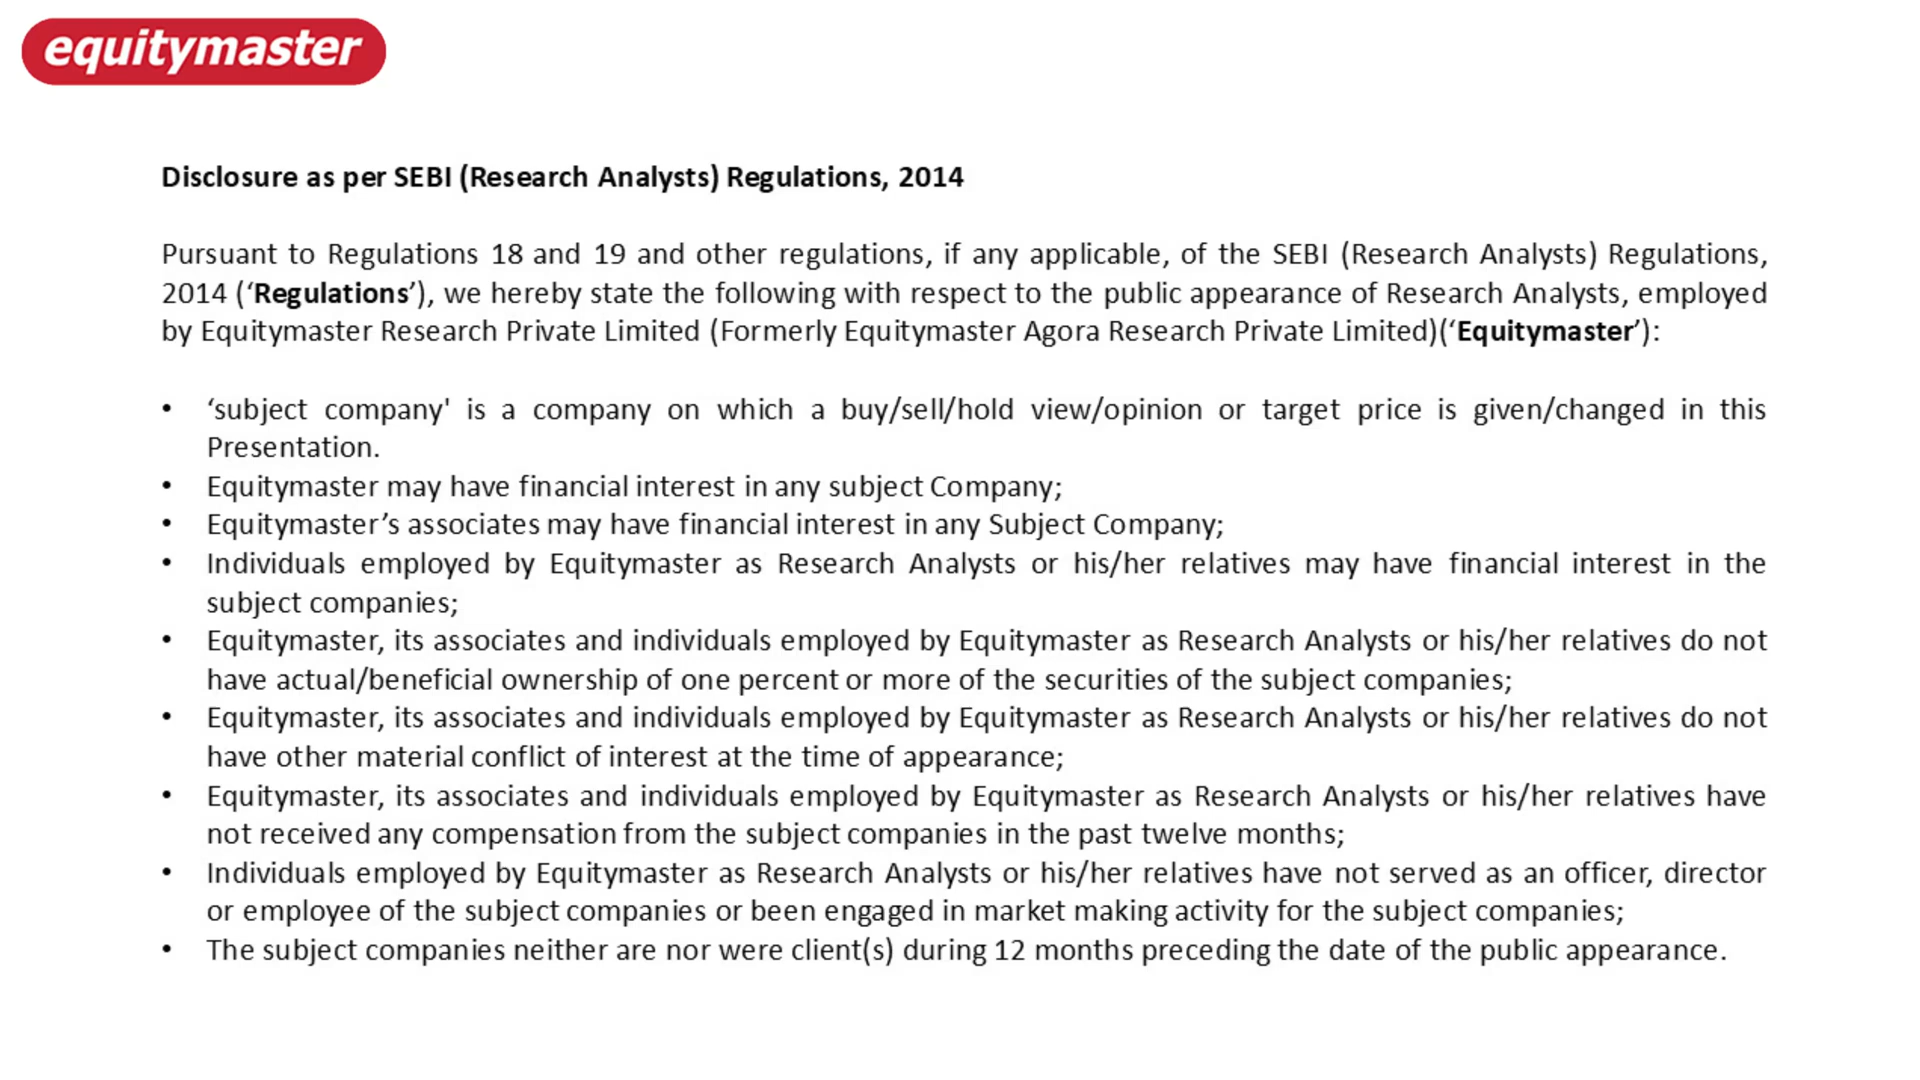 equitymaster
Disclosure as per SEBI (Research Analysts) Regulations, 2014
Pursuant to Regulations 18 and 19 and other regulations, if any applicable, of the SEBI (Research Analysts) Regulations,
2014 (‘Regulations’), we hereby state the following with respect to the public appearance of Research Analysts, employed
by Equitymaster Research Private Limited (Formerly Equitymaster Agora Research Private Limited)(‘Equitymaster’):
• ‘subject company' is a company on which a buy/sell/hold view/opinion or target price is given/changed in this
Presentation.
• Equitymaster may have financial interest in any subject Company;
• Equitymaster’s associates may have financial interest in any Subject Company;
• Individuals employed by Equitymaster as Research Analysts or his/her relatives may have financial interest in the
subject companies;
• Equitymaster, its associates and individuals employed by Equitymaster as Research Analysts or his/her relatives do not
have actual/beneficial ownership of one percent or more of the securities of the subject companies;
• Equitymaster, its associates and individuals employed by Equitymaster as Research Analysts or his/her relatives do not
have other material conflict of interest at the time of appearance;
• Equitymaster, its associates and individuals employed by Equitymaster as Research Analysts or his/her relatives have
not received any compensation from the subject companies in the past twelve months;
• Individuals employed by Equitymaster as Research Analysts or his/her relatives have not served as an officer, director
or employee of the subject companies or been engaged in market making activity for the subject companies;
• The subject companies neither are nor were client(s) during 12 months preceding the date of the public appearance.